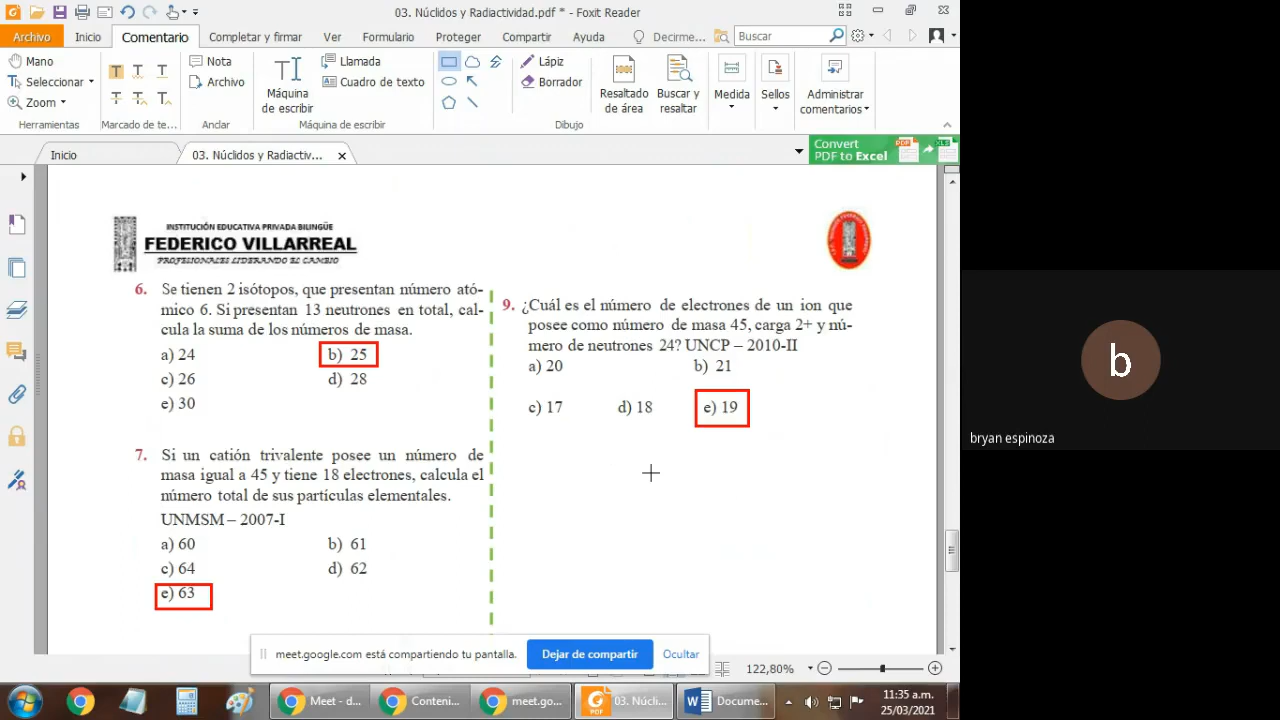 03. Núclidos y Radiactividad.pdf * - Foxit Reader
Archivo
Inicio
Comentario
Completar y firmar
Ver
Formulario
Proteger
Compartir
Ayuda
Decirme...
Buscar
Mano
Seleccionar
Zoom
Herramientas
Nota
Archivo
Marcado de te...
Anclar
Máquina
de escribir
Llamada
Cuadro de texto
Máquina de escribir
Lápiz
Borrador
Dibujo
Resaltado
de área
Buscar y
resaltar
Medida
Sellos
Administrar
comentarios
Inicio
03. Núclidos y Radiactiv...
Convert
PDF to Excel
INSTITUCIÓN EDUCATIVA PRIVADA BILINGÜE
FEDERICO VILLARREAL
PROFESIONALES LIDERANDO EL CAMBIO
6. Se tienen 2 isótopos, que presentan número ató-
mico 6. Si presentan 13 neutrones en total, cal-
cula la suma de los números de masa.
a) 24
b) 25
c) 26
d) 28
e) 30
7. Si un catión trivalente posee un número de
masa igual a 45 y tiene 18 electrones, calcula el
número total de sus partículas elementales.
UNMSM – 2007-I
a) 60
b) 61
c) 64
d) 62
e) 63
9. ¿Cuál es el número de electrones de un ion que
posee como número de masa 45, carga 2+ y nú-
mero de neutrones 24? UNCP – 2010-II
a) 20
b) 21
c) 17
d) 18
e) 19
b
bryan espinoza
meet.google.com está compartiendo tu pantalla.
Dejar de compartir
Ocultar
122,80%
Meet - d...
Conteni...
meet.go...
03. Núcli...
Docume...
11:35 a.m.
25/03/2021